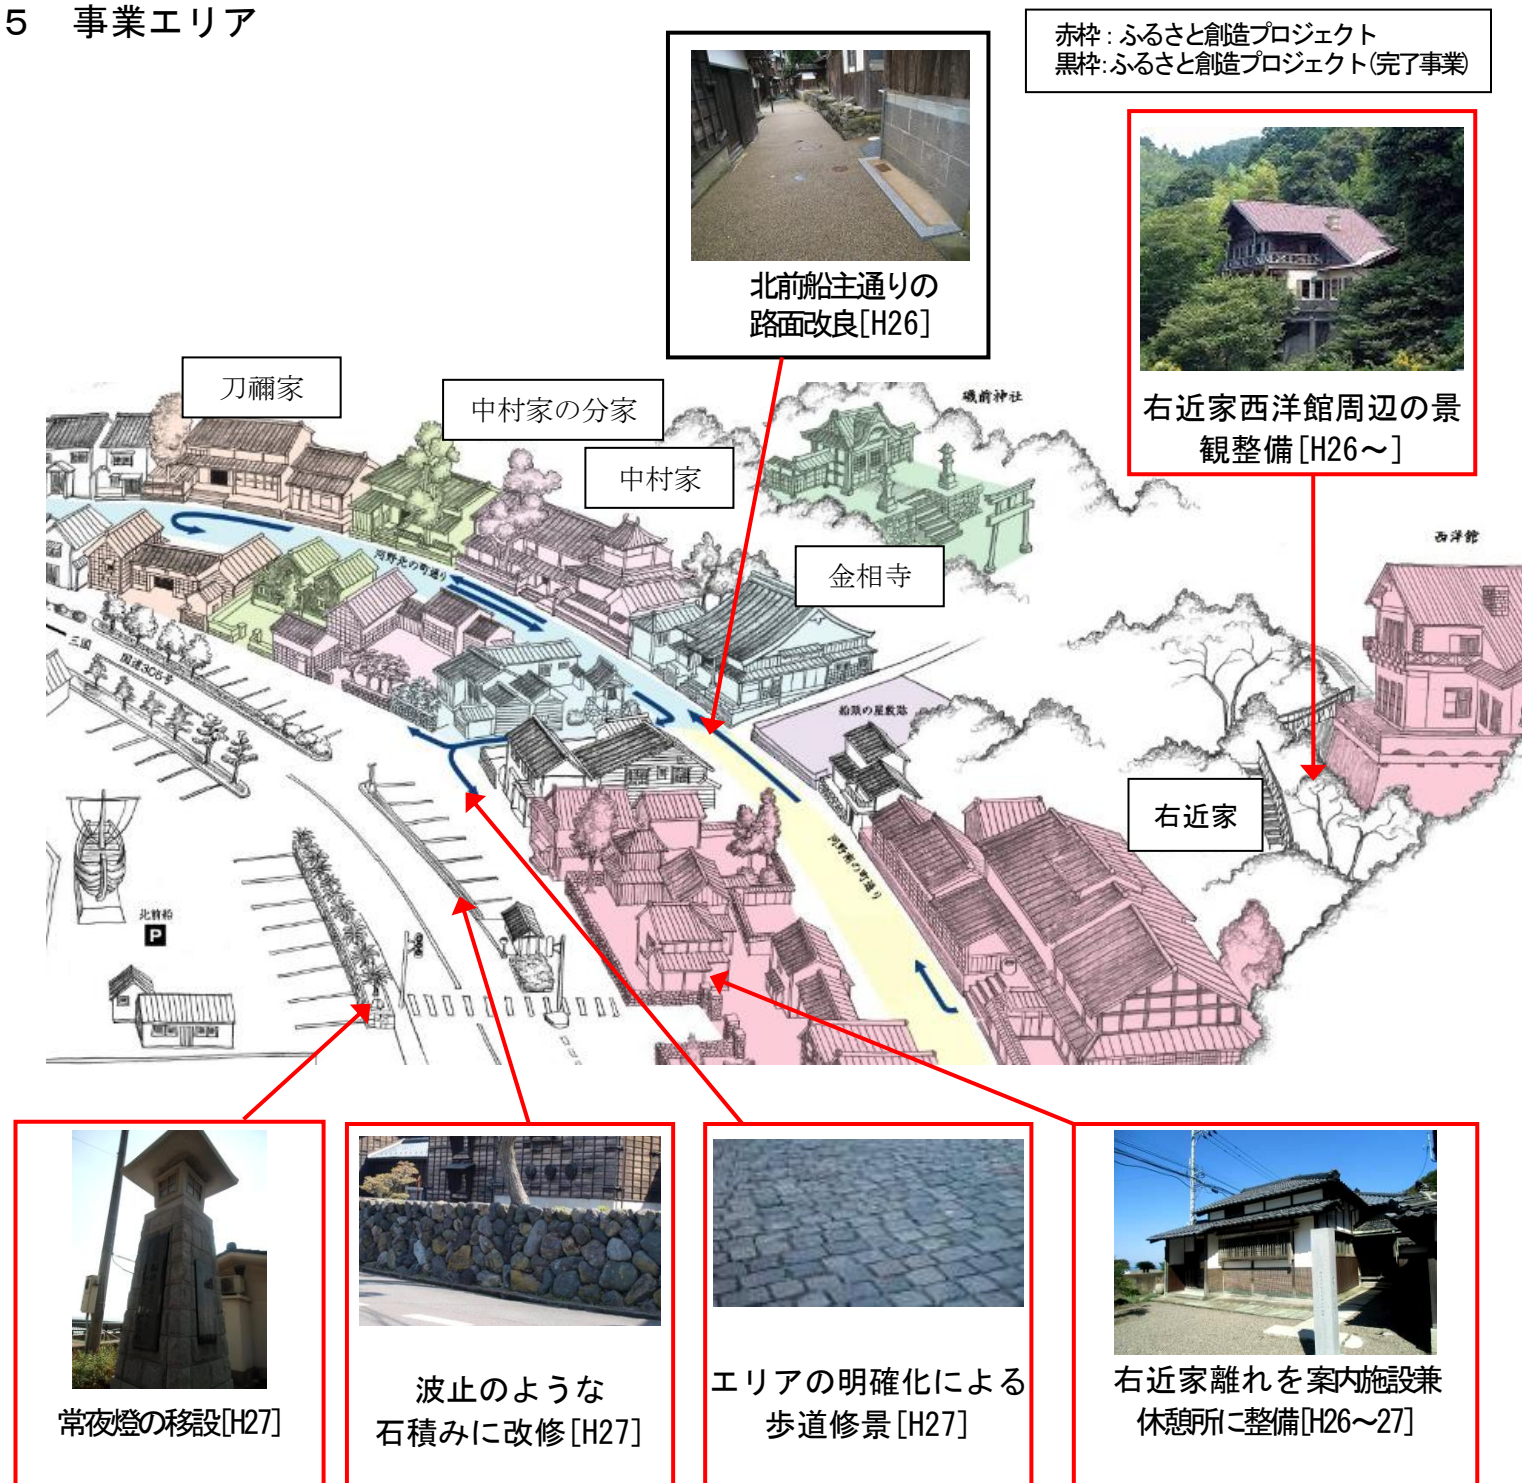 5　事業エリア
赤枠：ふるさと創造プロジェクト
黒枠：ふるさと創造プロジェクト(完了事業)
北前船主通りの
路面改良[H26]
右近家西洋館周辺の景
観整備[H26～]
刀禰家
中村家の分家
中村家
金相寺
磯前神社
西洋館
河野北の町通り
三国
国道305号
船頭の屋敷跡
右近家
河野南の町通り
北前船
P
常夜燈の移設[H27]
波止のような
石積みに改修[H27]
エリアの明確化による
歩道修景[H27]
右近家離れを案内施設兼
休憩所に整備[H26～27]